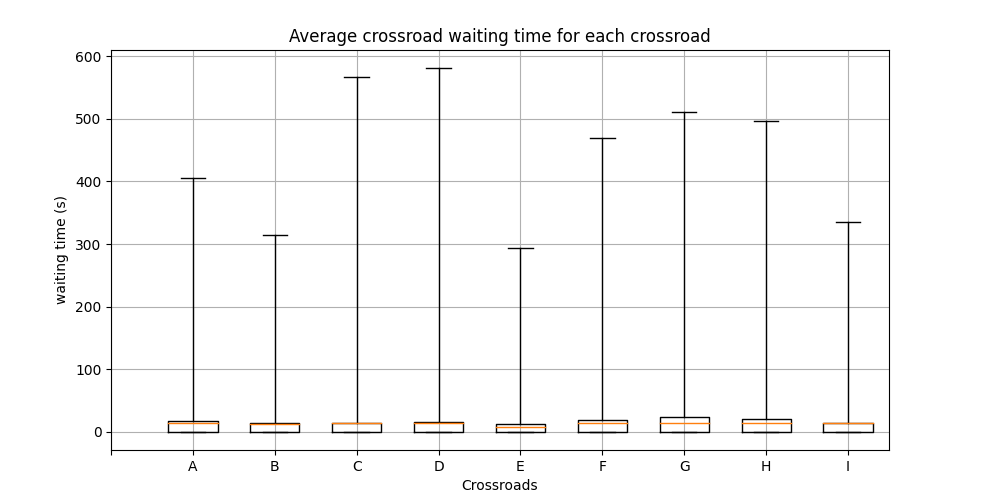 Average crossroad waiting time for each crossroad
600
500
400
300
200
100
0
waiting time (s)
A B C D E F G H I
Crossroads